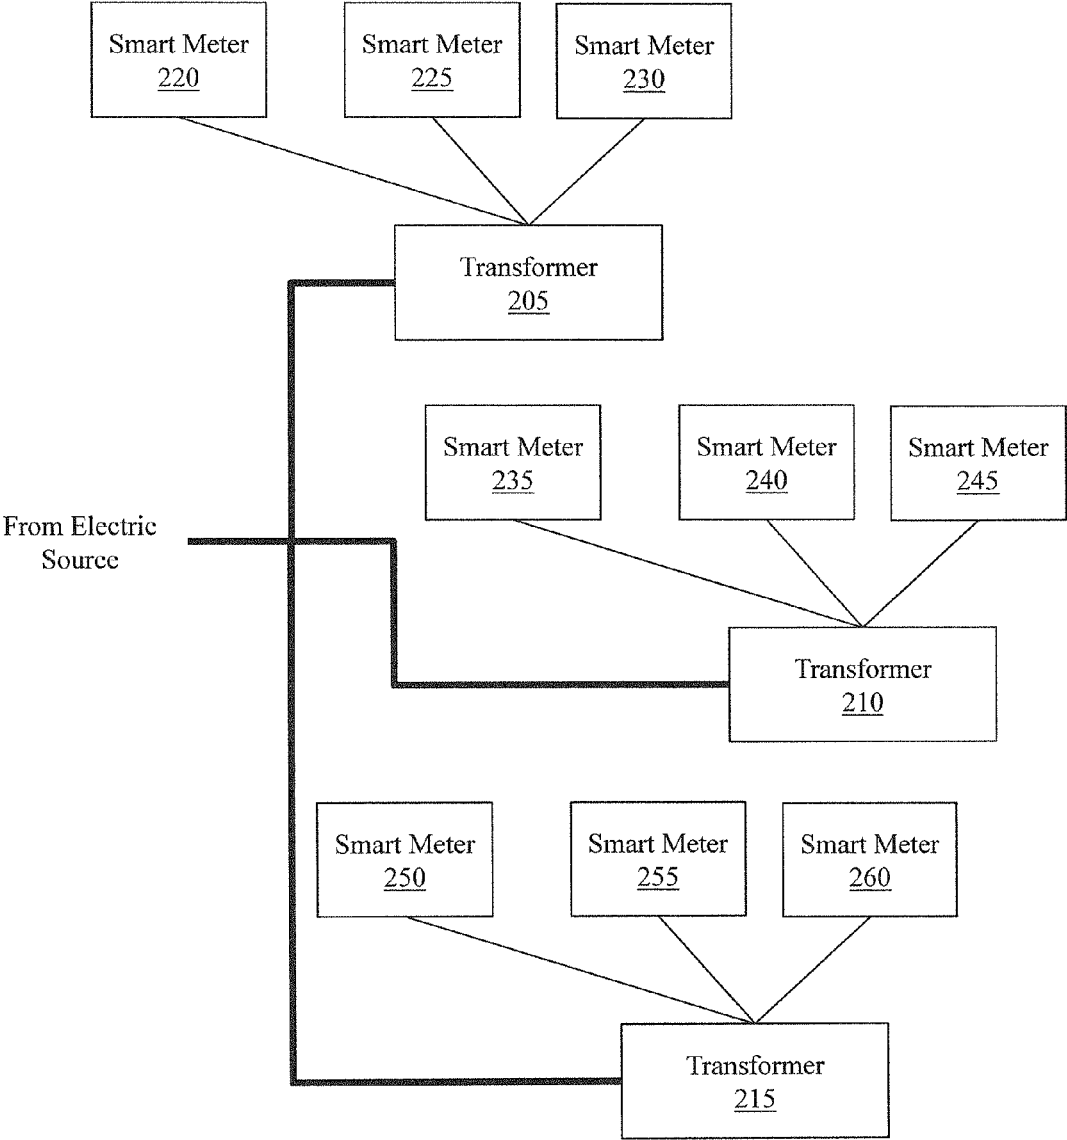 Smart Meter
220
Smart Meter
225
Smart Meter
230
Transformer
205
Smart Meter
235
Smart Meter
240
Smart Meter
245
From Electric
Source
Transformer
210
Smart Meter
250
Smart Meter
255
Smart Meter
260
Transformer
215